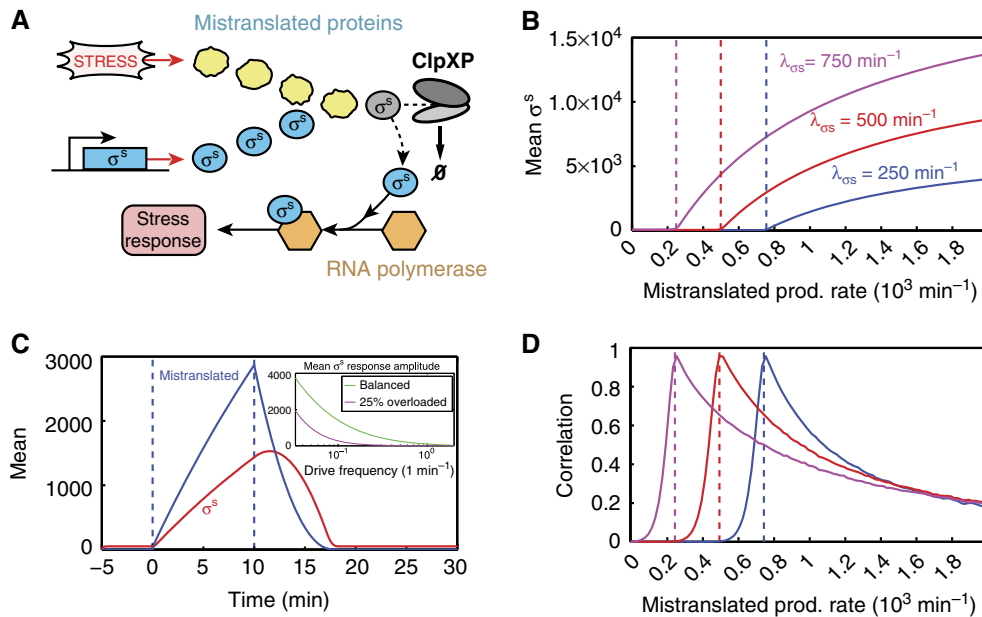 A
Mistranslated proteins
STRESS
ClpXP
σˢ
σˢ
σˢ
σˢ
σˢ
∅
σˢ
σˢ
Stress
response
RNA polymerase
B
Mean σˢ
1.5×10⁴
1×10⁴
5×10³
0
λσs = 750 min⁻¹
λσs = 500 min⁻¹
λσs = 250 min⁻¹
0 0.2 0.4 0.6 0.8 1 1.2 1.4 1.6 1.8
Mistranslated prod. rate (10³ min⁻¹)
C
Mean
3000
2000
1000
0
Mistranslated
σˢ
Mean σˢ response amplitude
4000
2000
0
Balanced
25% overloaded
10⁻¹ 10⁰
Drive frequency (1 min⁻¹)
−5 0 5 10 15 20 25 30
Time (min)
D
Correlation
1
0.8
0.6
0.4
0.2
0
0 0.2 0.4 0.6 0.8 1 1.2 1.4 1.6 1.8
Mistranslated prod. rate (10³ min⁻¹)